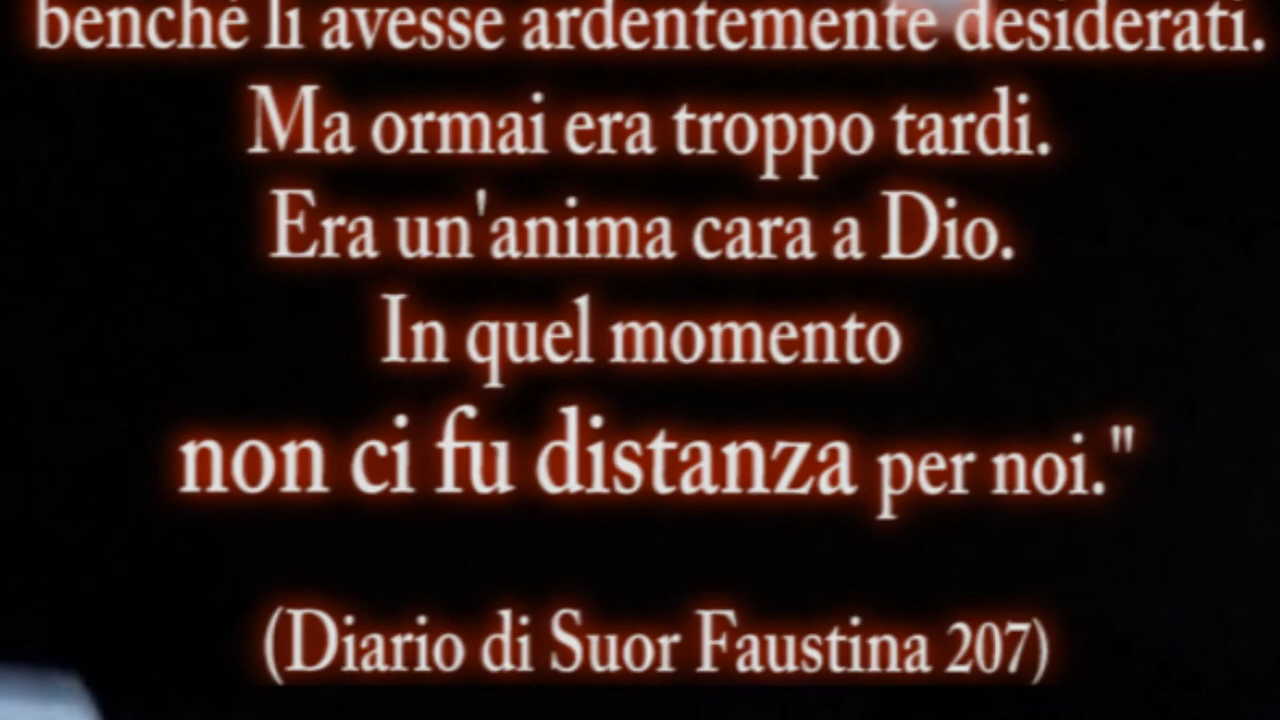 benché li avesse ardentemente desiderati.
Ma ormai era troppo tardi.
Era un'anima cara a Dio.
In quel momento
non ci fu distanza per noi."
(Diario di Suor Faustina 207)